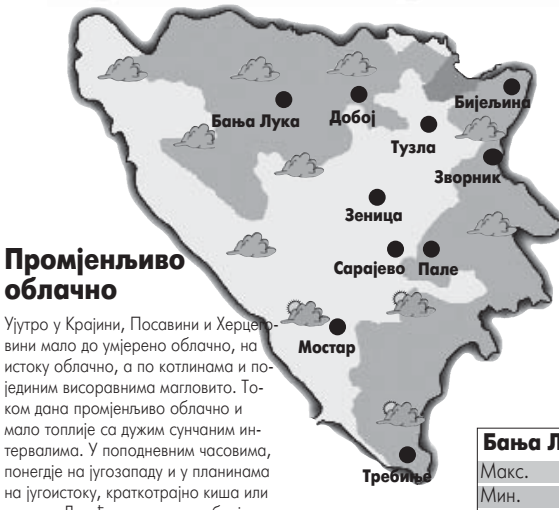 Бања Лука
Добој
Бијељина
Тузла
Зворник
Зеница
Сарајево Пале
Мостар
Требиње
Промјенљиво
облачно
Ујутро у Крајини, Посавини и Херцего-
вини мало до умјерено облачно, на
истоку облачно, а по котлинама и по-
јединим висоравнима магловито. То-
ком дана промјенљиво облачно и
мало топлије са дужим сунчаним ин-
тервалима. У поподневним часовима,
понегдје на југозападу и у планинама
на југоистоку, краткотрајно киша или
Бања Л
Макс.
Мин.